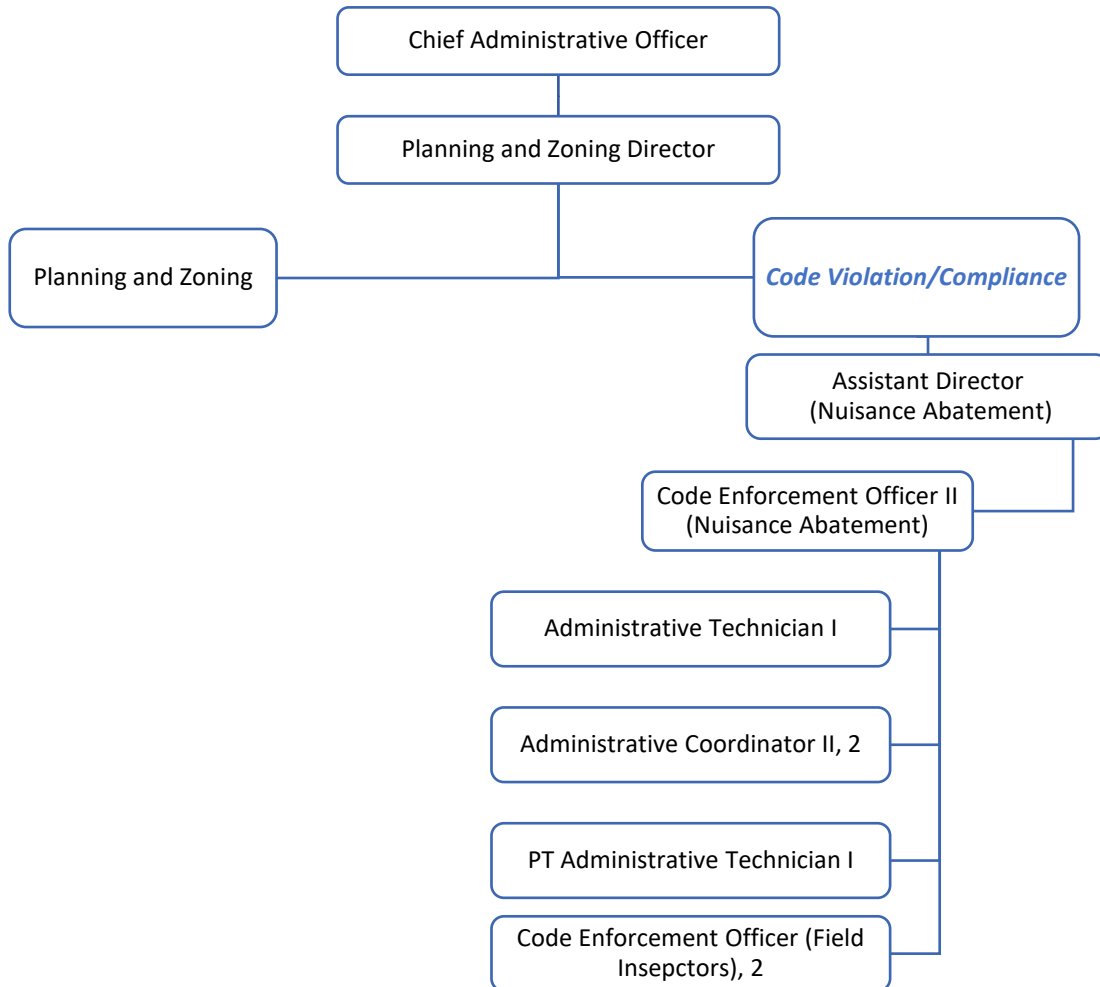 Chief Administrative Officer
Planning and Zoning Director
Planning and Zoning
Code Violation/Compliance
Assistant Director
(Nuisance Abatement)
Code Enforcement Officer II
(Nuisance Abatement)
Administrative Technician I
Administrative Coordinator II, 2
PT Administrative Technician I
Code Enforcement Officer (Field
Insepctors), 2